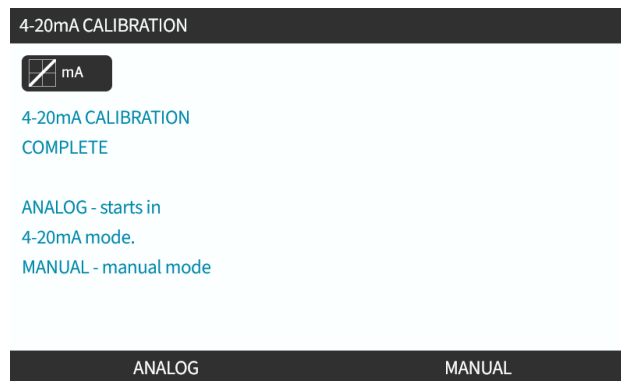 4-20mA CALIBRATION
mA
4-20mA CALIBRATION
COMPLETE
ANALOG - starts in
4-20mA mode.
MANUAL - manual mode
ANALOG MANUAL